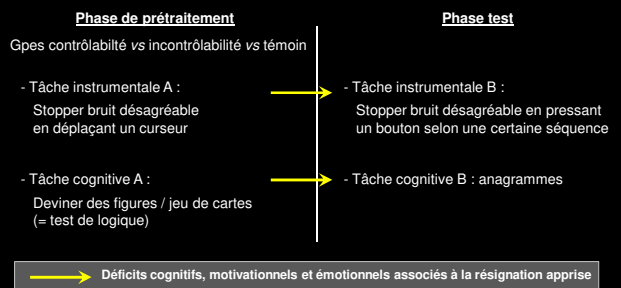 Phase de prétraitement
Phase test
Gpes contrôlabilté vs incontrôlabilité vs témoin
- Tâche instrumentale A :
Stopper bruit désagréable
en déplaçant un curseur
- Tâche instrumentale B :
Stopper bruit désagréable en pressant
un bouton selon une certaine séquence
- Tâche cognitive A :
Deviner des figures / jeu de cartes
(= test de logique)
- Tâche cognitive B : anagrammes
Déficits cognitifs, motivationnels et émotionnels associés à la résignation apprise